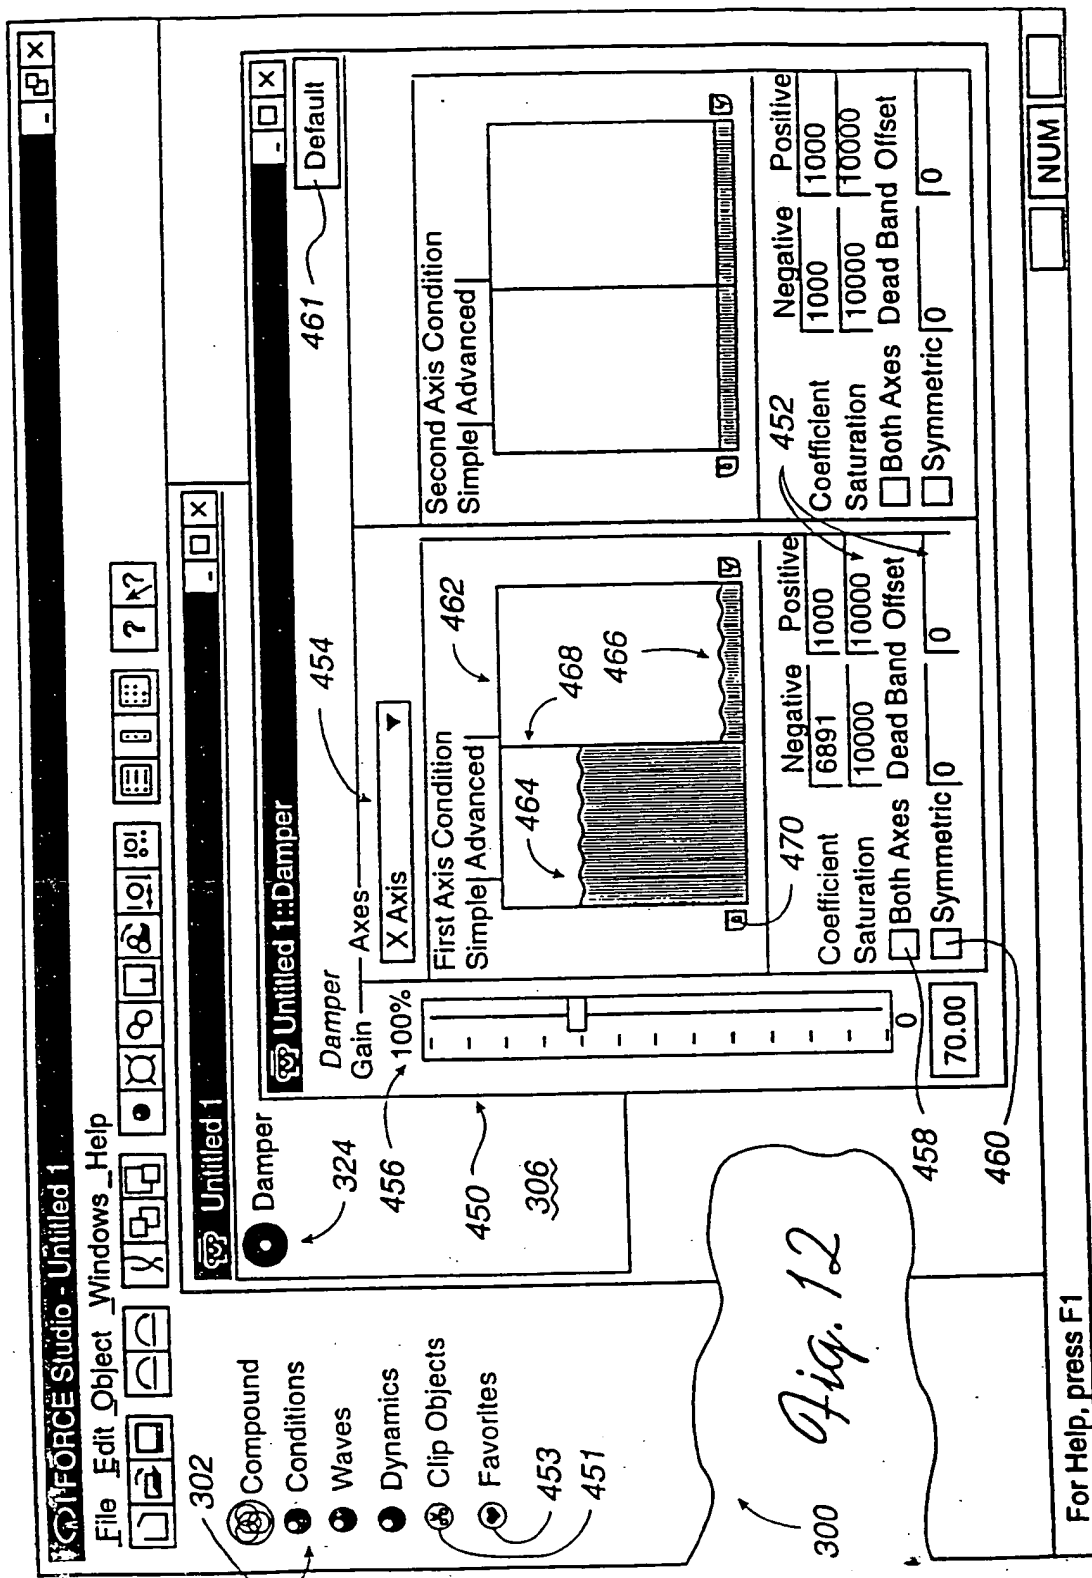 I FORCE Studio - Untitled 1
File Edit Object Windows Help
302
Compound
Conditions
Waves
Dynamics
Clip Objects
Favorites
453
451
300
Untitled 1
Damper
324
456
450
306
Untitled 1::Damper
461
Default
Damper
Gain
Axes
454
100%
X Axis
0
70.00
First Axis Condition
Simple Advanced
462
464
468
466
470
Negative Positive
Coefficient 6891 1000
Saturation 10000 10000
Both Axes Dead Band Offset
Symmetric 0 0
452
458
460
Second Axis Condition
Simple Advanced
Negative Positive
Coefficient 1000 1000
Saturation 10000 10000
Both Axes Dead Band Offset
Symmetric 0 0
Fig. 12
For Help, press F1
NUM